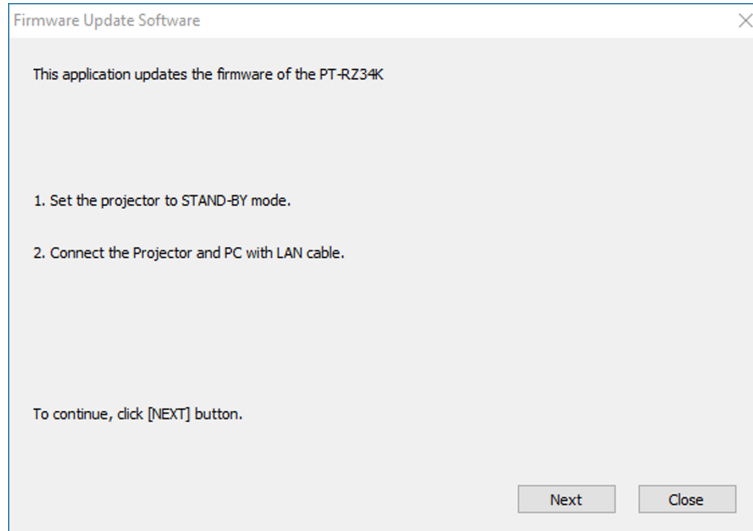 Firmware Update Software
This application updates the firmware of the PT-RZ34K
1. Set the projector to STAND-BY mode.
2. Connect the Projector and PC with LAN cable.
To continue, click [NEXT] button.
Next
Close